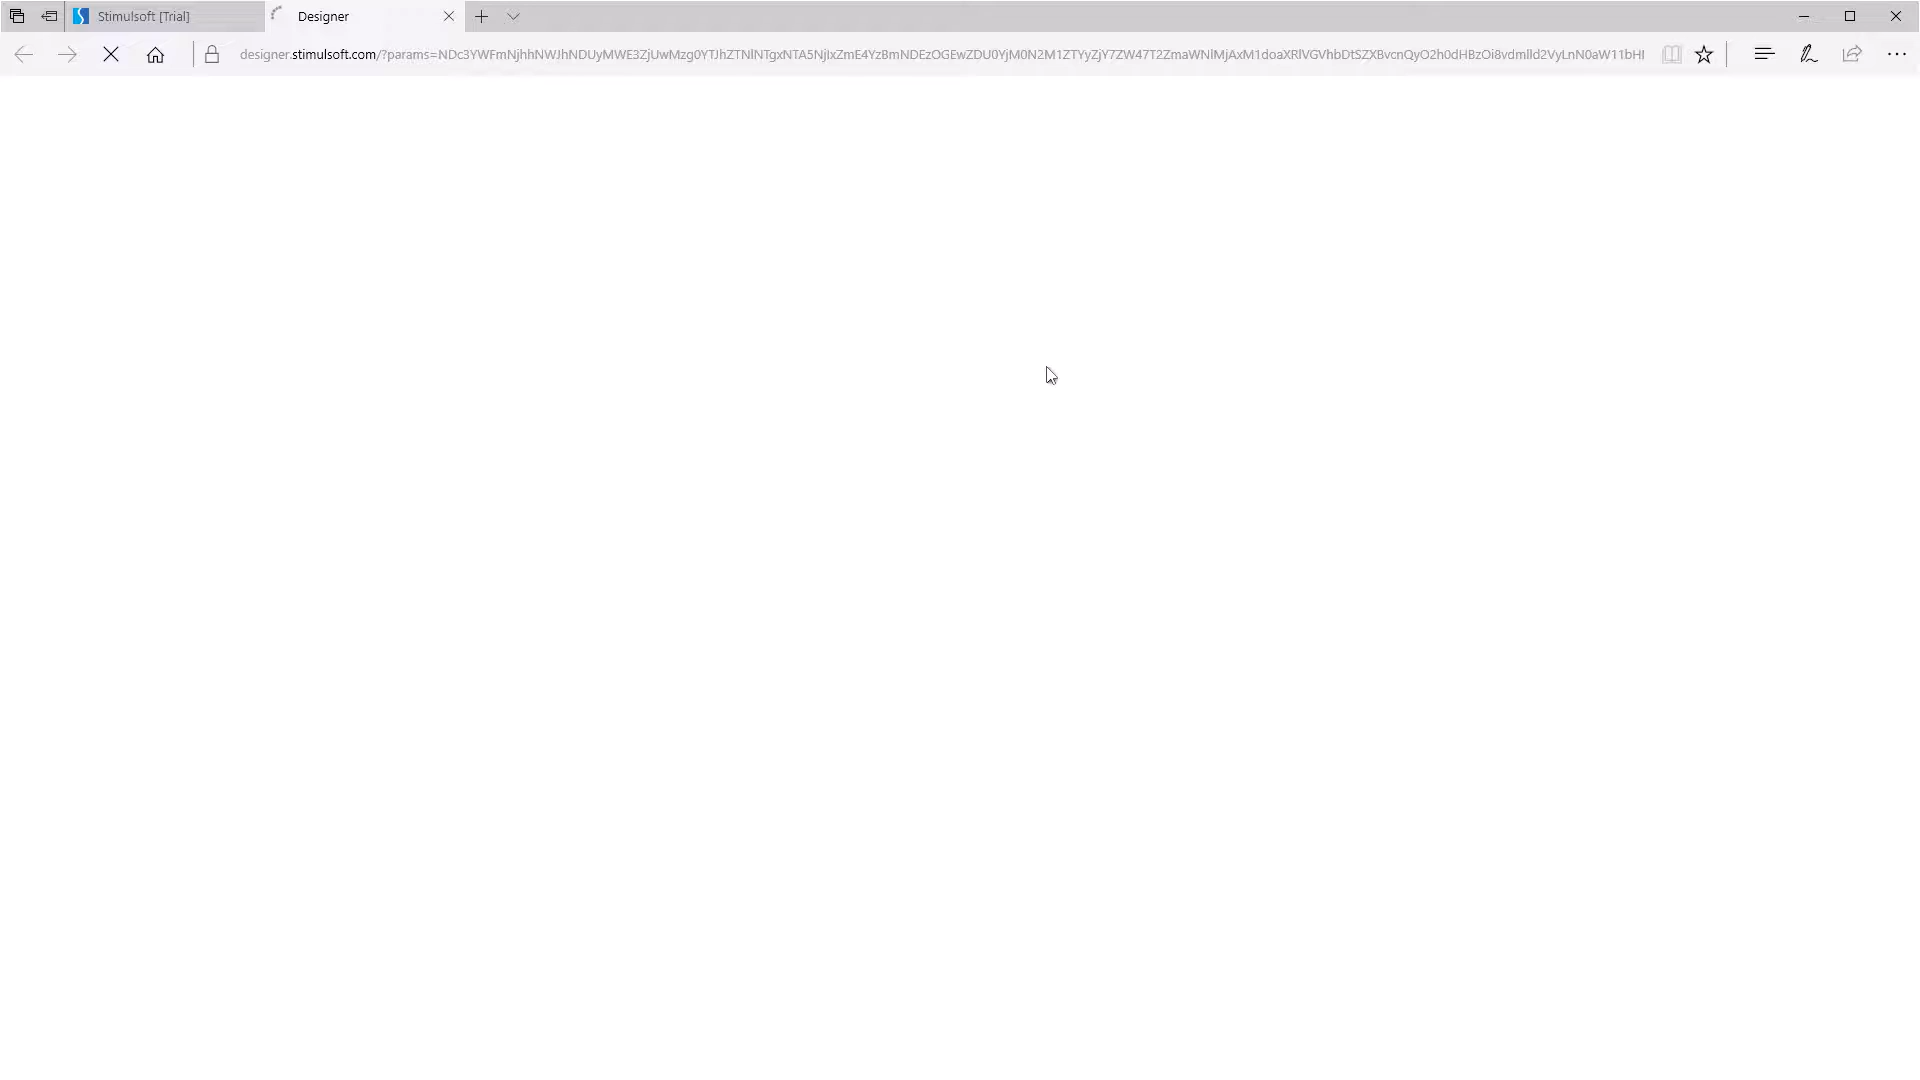 Stimulsoft [Trial]
Designer
designer.stimulsoft.com/?params=NDc3YWFmNjhhNWJhNDUyMWE3ZjUwMzg0YTJhZTNlNTgxNTA5NjIxZmE4YzBmNDEzOGEwZDU0YjM0N2M1ZTYyZjY7ZW47T2ZmaWNlMjAxM1doaXRlVGVhbDtSZXBvcnQyO2h0dHBzOi8vdmlld2VyLnN0aW11bHI